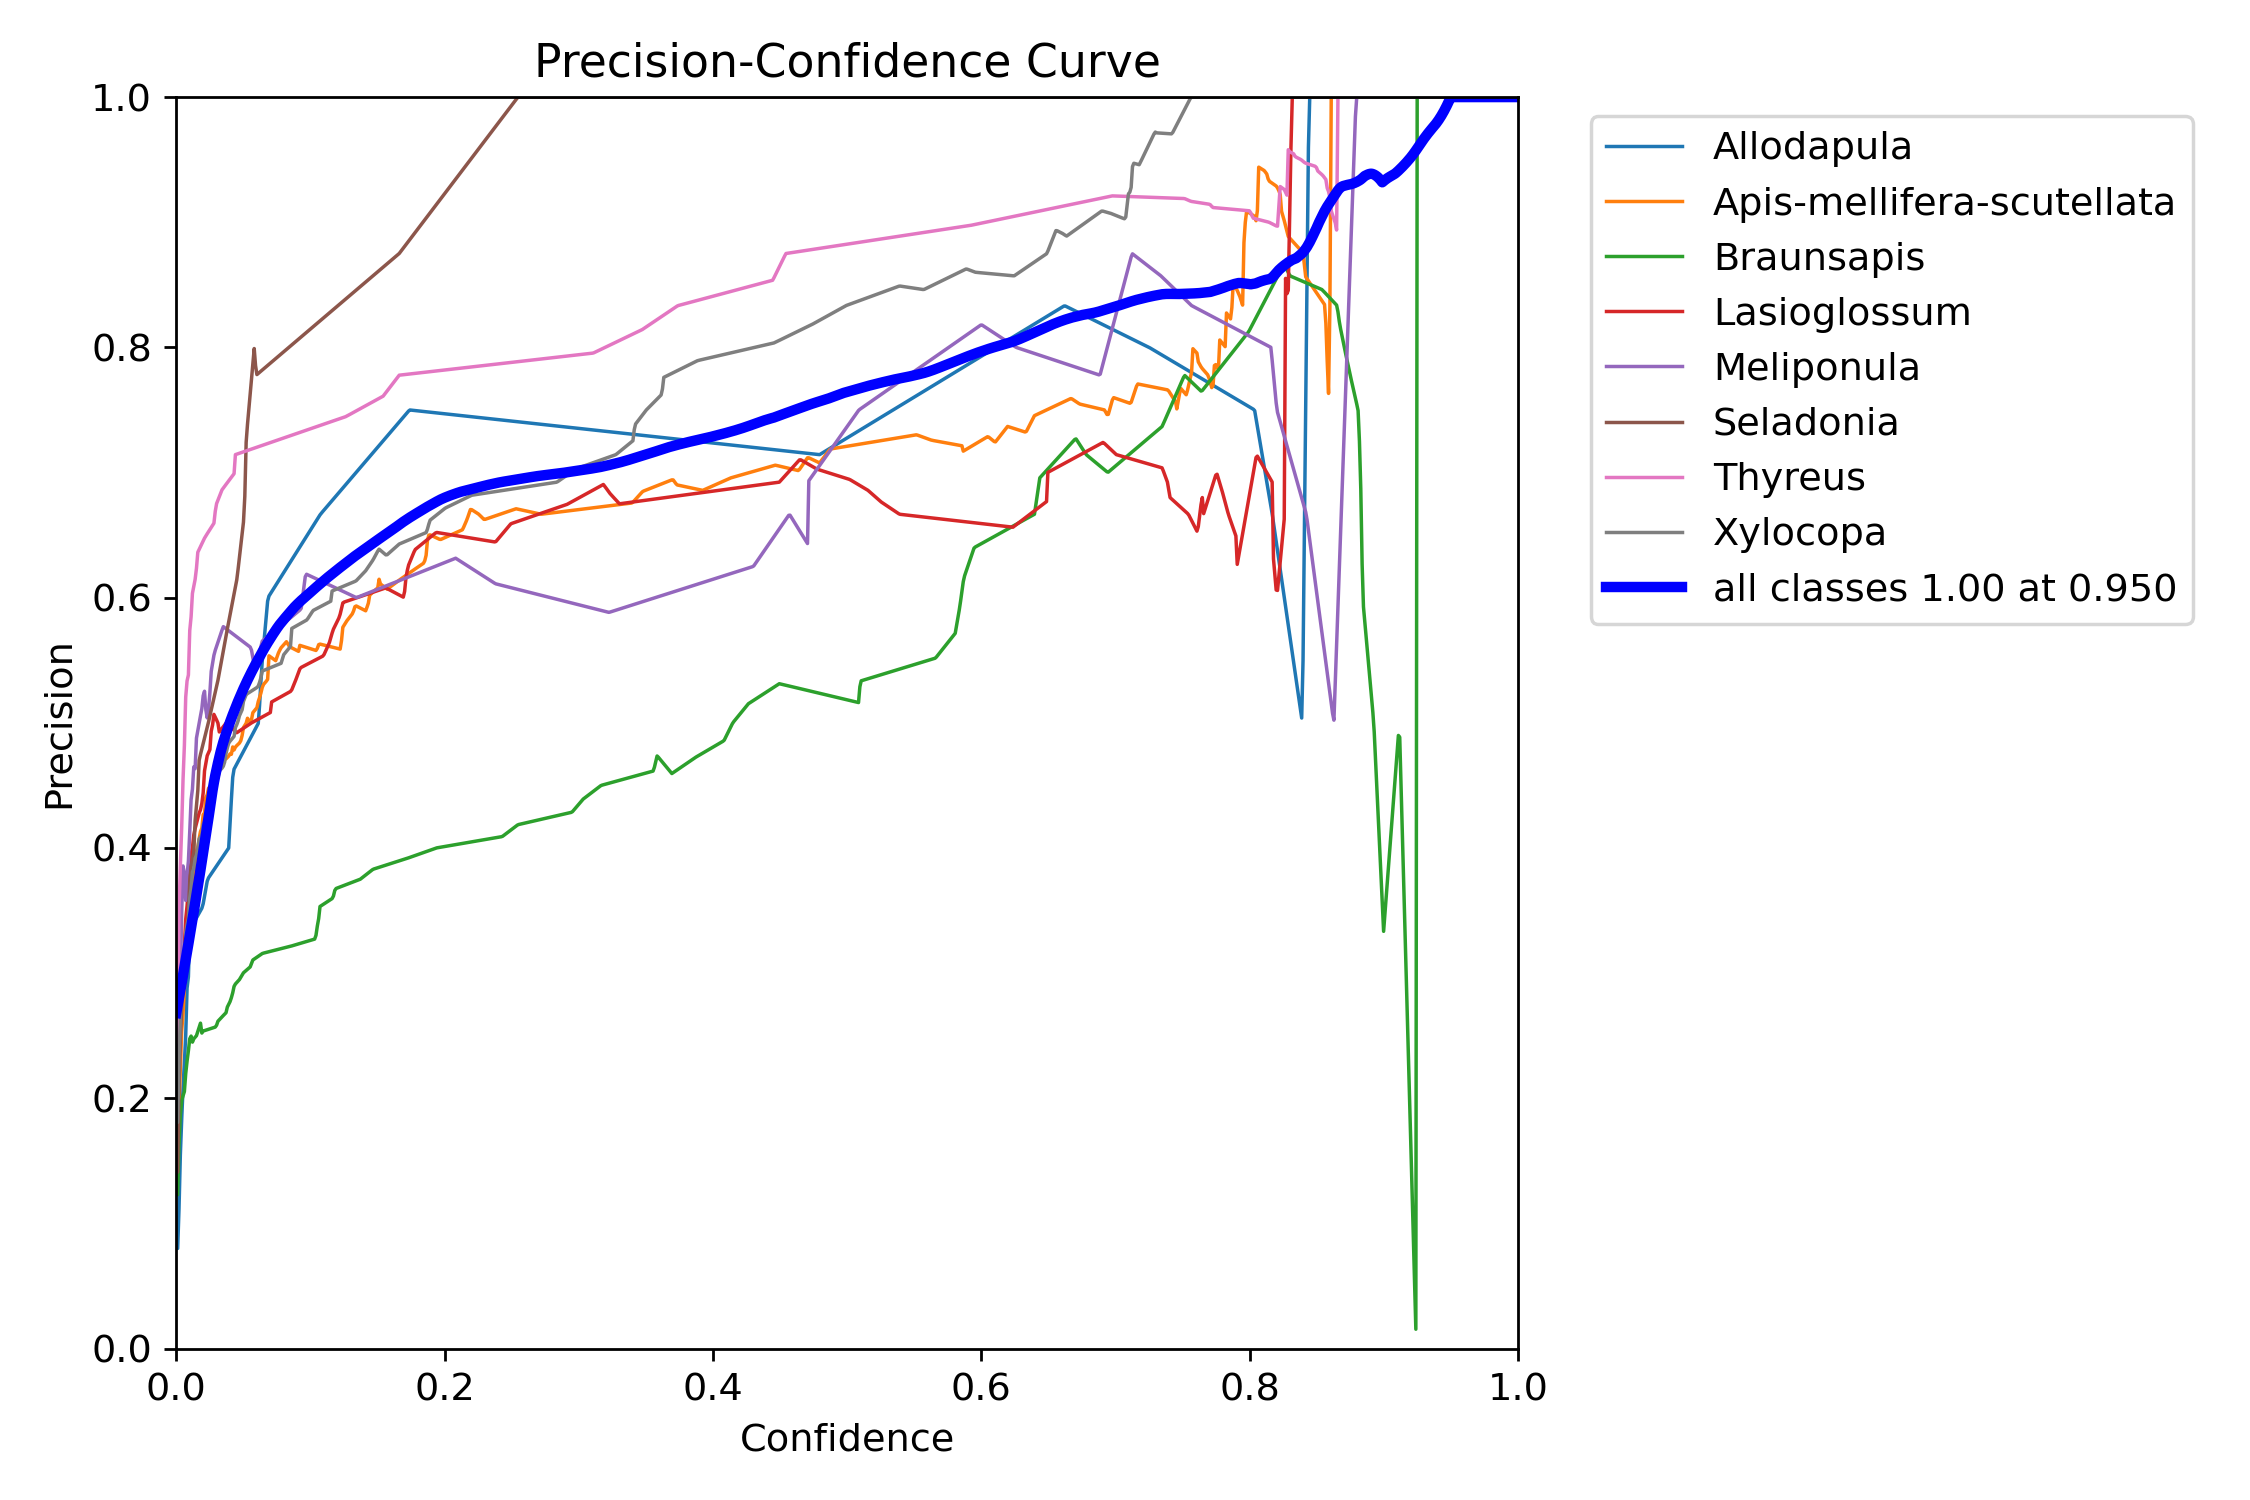 Precision-Confidence Curve
1.0
0.8
0.6
0.4
0.2
0.0
Precision
0.0 0.2 0.4 0.6 0.8 1.0
Confidence
Allodapula
Apis-mellifera-scutellata
Braunsapis
Lasioglossum
Meliponula
Seladonia
Thyreus
Xylocopa
all classes 1.00 at 0.950